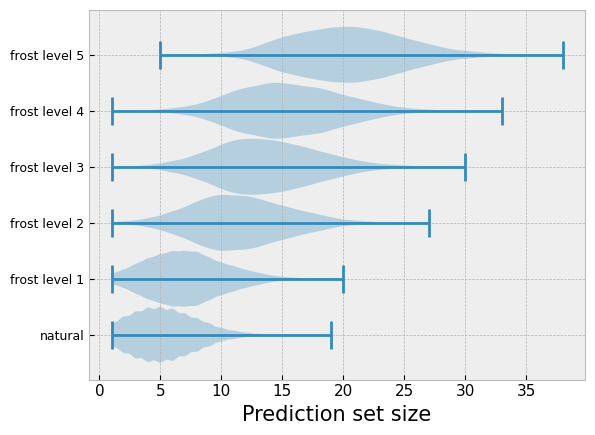 frost level 5
frost level 4
frost level 3
frost level 2
frost level 1
natural
0 5 10 15 20 25 30 35
Prediction set size